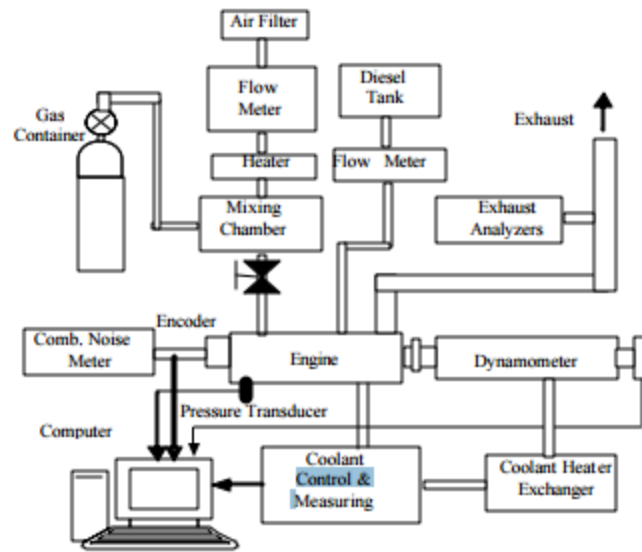 Air Filter
Flow
Meter
Diesel
Tank
Gas
Container
Exhaust
Heater
Flow Meter
Mixing
Chamber
Exhaust
Analyzers
Encoder
Comb. Noise
Meter
Engine
Dynamometer
Pressure Transducer
Computer
Coolant
Control &
Measuring
Coolant Heater
Exchanger